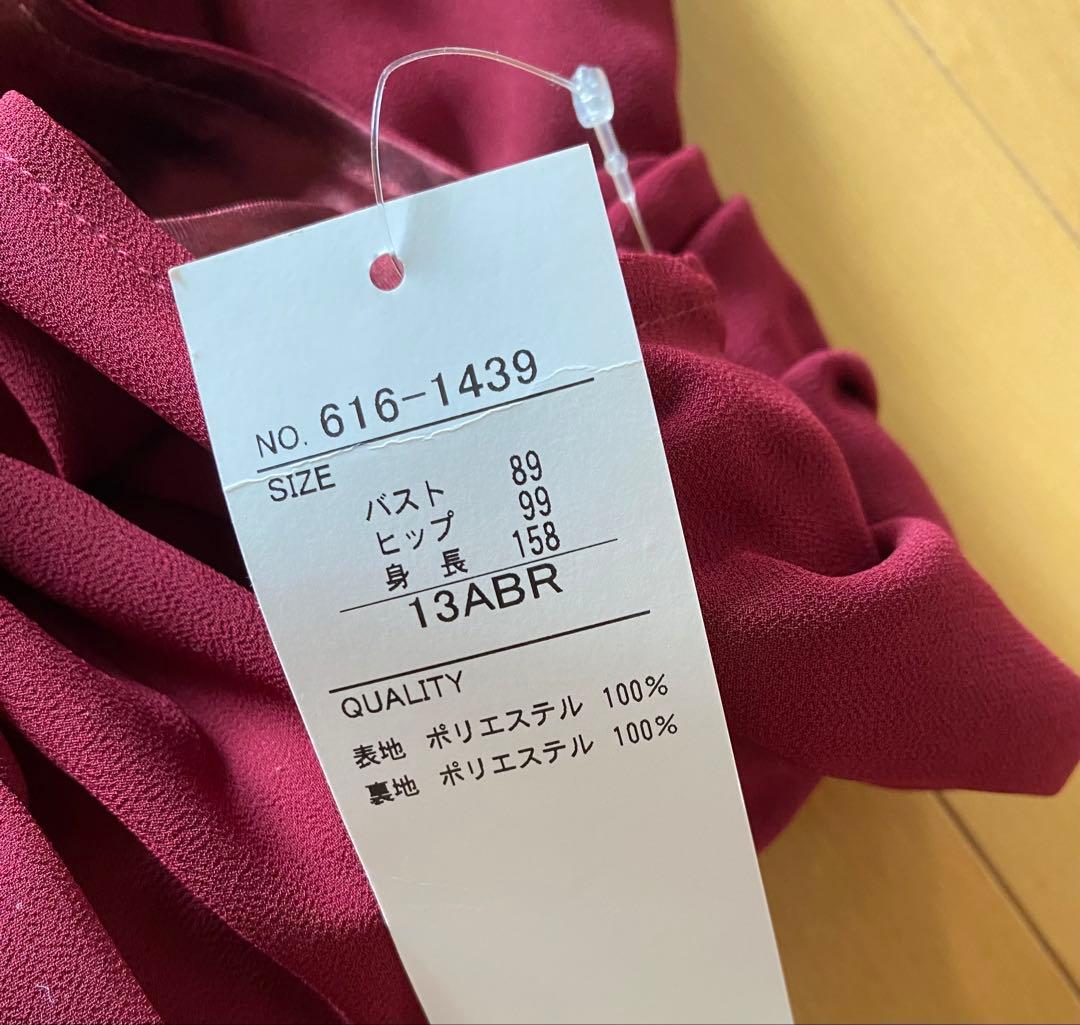 NO. 616-1439
SIZE
バスト 89
ヒップ 99
身 長 158
13ABR
QUALITY
表地 ポリエステル 100%
裏地 ポリエステル 100%